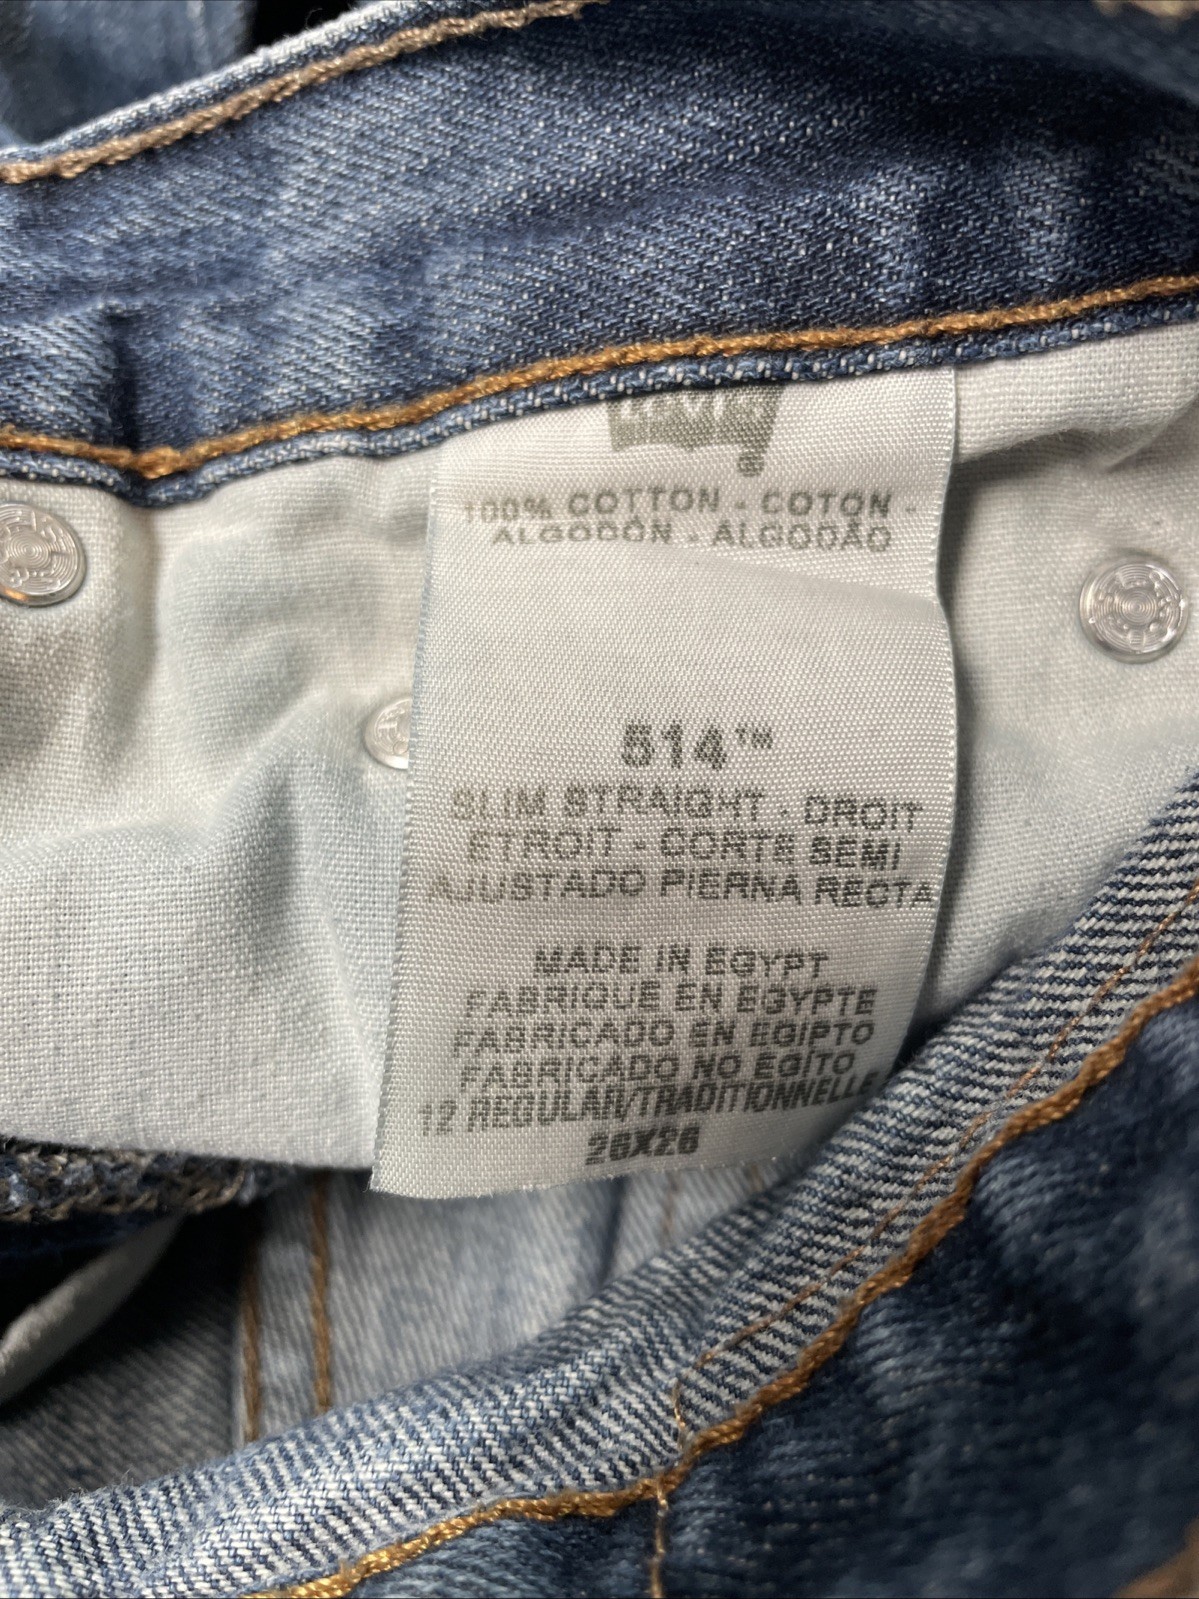 ®
100% COTTON - COTON -
ALGODÓN - ALGODÃO
514™
SLIM STRAIGHT - DROIT
ETROIT - CORTE SEMI
AJUSTADO PIERNA RECTA
MADE IN EGYPT
FABRIQUE EN EGYPTE
FABRICADO EN EGIPTO
FABRICADO NO EGITO
12 REGULAR/TRADITIONNELLE
26X26